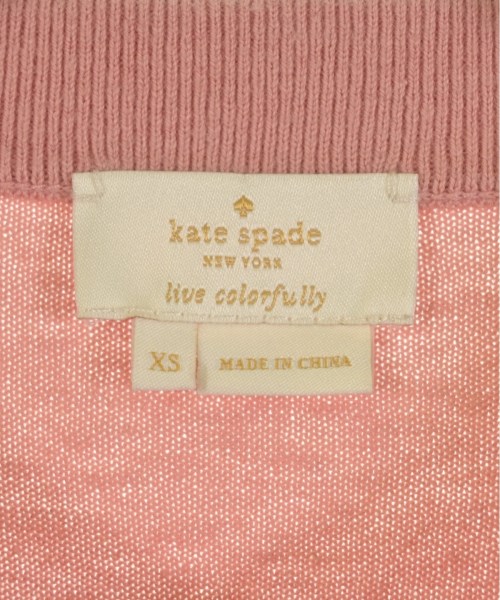 kate spade
NEW YORK
live colorfully
XS
MADE IN CHINA